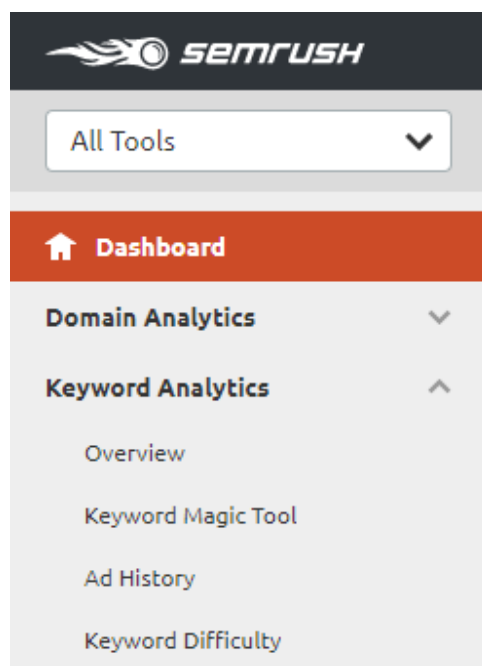 semrush
All Tools
Dashboard
Domain Analytics
Keyword Analytics
Overview
Keyword Magic Tool
Ad History
Keyword Difficulty